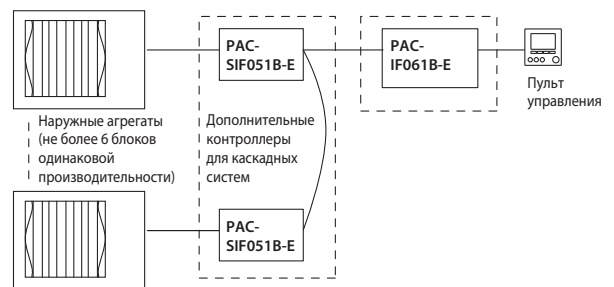 PAC-
SIF051B-E
PAC-
IF061B-E
Пульт
управления
Наружные агрегаты
(не более 6 блоков
одинаковой
производительности)
Дополнительные
контроллеры
для каскадных
систем
PAC-
SIF051B-E